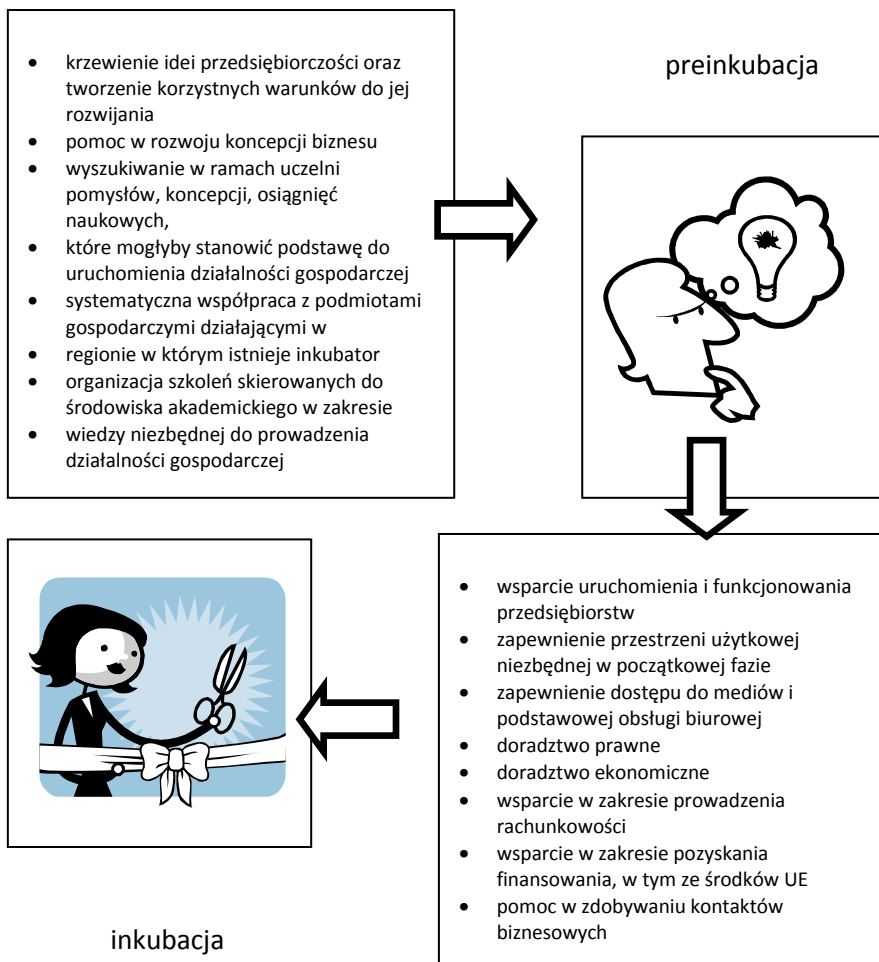 • krzewienie idei przedsiębiorczości oraz
tworzenie korzystnych warunków do jej
rozwijania
• pomoc w rozwoju koncepcji biznesu
• wyszukiwanie w ramach uczelni
pomysłów, koncepcji, osiągnięć
naukowych,
• które mogłyby stanowić podstawę do
uruchomienia działalności gospodarczej
• systematyczna współpraca z podmiotami
gospodarczymi działającymi w
• regionie w którym istnieje inkubator
• organizacja szkoleń skierowanych do
środowiska akademickiego w zakresie
• wiedzy niezbędnej do prowadzenia
działalności gospodarczej
preinkubacja
• wsparcie uruchomienia i funkcjonowania
przedsiębiorstw
• zapewnienie przestrzeni użytkowej
niezbędnej w początkowej fazie
• zapewnienie dostępu do mediów i
podstawowej obsługi biurowej
• doradztwo prawne
• doradztwo ekonomiczne
• wsparcie w zakresie prowadzenia
rachunkowości
• wsparcie w zakresie pozyskania
finansowania, w tym ze środków UE
• pomoc w zdobywaniu kontaktów
biznesowych
inkubacja